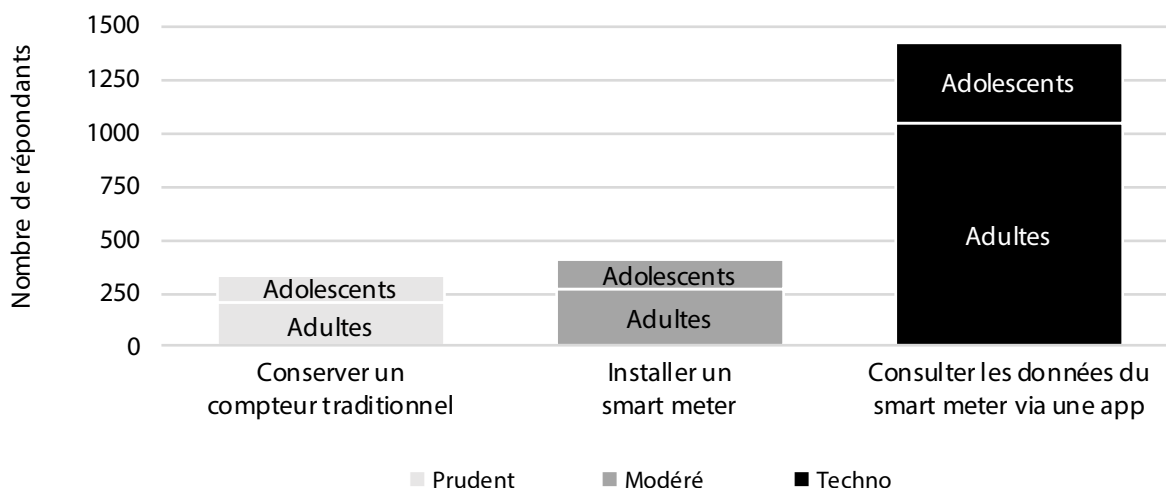 Nombre de répondants
1500
1250
1000
750
500
250
0
Adolescents
Adultes
Adolescents
Adultes
Adolescents
Adultes
Conserver un
compteur traditionnel
Installer un
smart meter
Consulter les données du
smart meter via une app
Prudent
Modéré
Techno